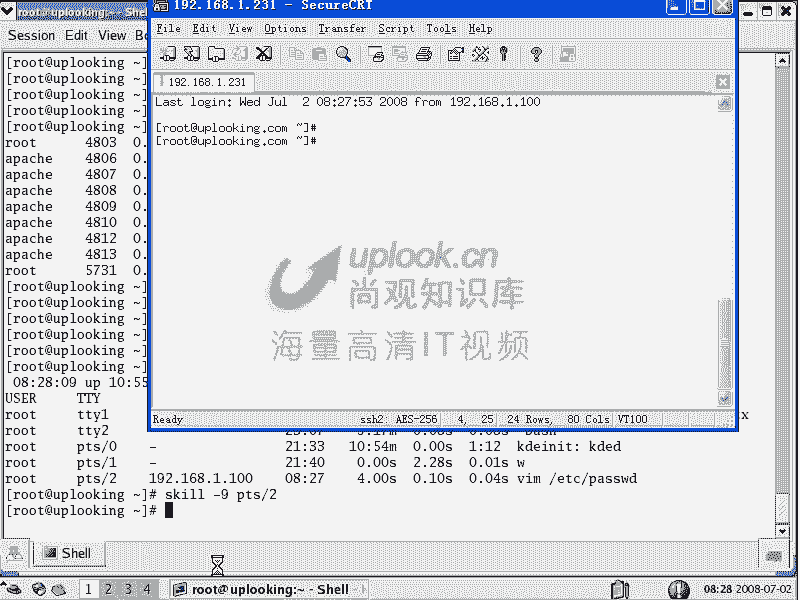 192.168.1.231 - SecureCRT
root@uplooking:~ - Shell
Session Edit View
File Edit View Options Transfer Script Tools Help
192.168.1.231
Last login: Wed Jul 2 08:27:53 2008 from 192.168.1.100
[root@uplooking.com ~]#
[root@uplooking.com ~]#
uplook.cn
尚观知识库
海量高清IT视频
Ready ssh2: AES-256 4, 25 24 Rows, 80 Cols VT100
[root@uplooking ~]
[root@uplooking ~]
[root@uplooking ~]
[root@uplooking ~]
[root@uplooking ~]
root 4803 0.
apache 4806 0.
apache 4807 0.
apache 4808 0.
apache 4809 0.
apache 4810 0.
apache 4812 0.
apache 4813 0.
root 5731 0.
[root@uplooking ~]
[root@uplooking ~]
[root@uplooking ~]
[root@uplooking ~]
[root@uplooking ~]
[root@uplooking ~]
08:28:09 up 10:55
USER TTY
root tty1
root tty2
root pts/0 - 21:33 10:54m 0.00s 1:12 kdeinit: kded
root pts/1 - 21:40 0.00s 2.28s 0.01s w
root pts/2 192.168.1.100 08:27 4.00s 0.10s 0.04s vim /etc/passwd
[root@uplooking ~]# skill -9 pts/2
[root@uplooking ~]#
Shell
1 2 3 4 root@uplooking:~ - Shell 08:28 2008-07-02